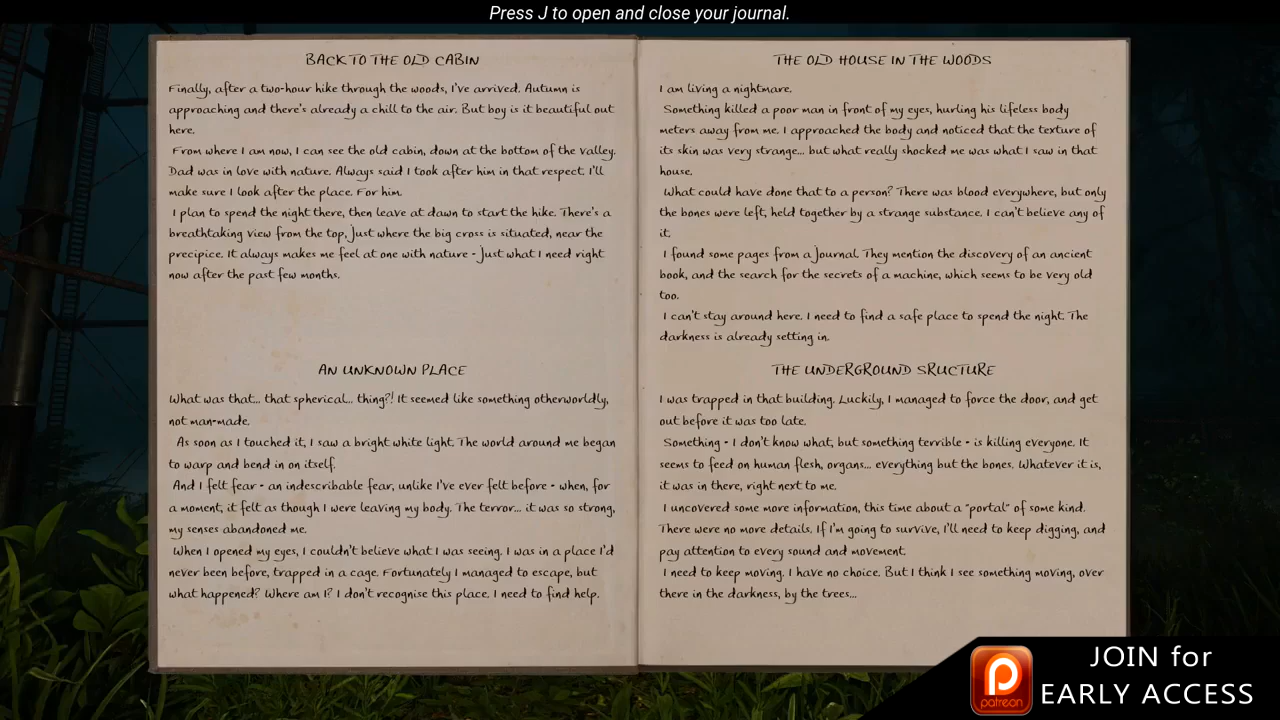 Press J to open and close your journal.
BACK TO THE OLD CABIN
Finally, after a two-hour hike through the woods, I've arrived. Autumn is
approaching and there's already a chill to the air. But boy is it beautiful out
here.
From where I am now, I can see the old cabin, down at the bottom of the valley.
Dad was in love with nature. Always said I took after him in that respect. I'll
make sure I look after the place. For him.
I plan to spend the night there, then leave at dawn to start the hike. There's a
breathtaking view from the top, just where the big cross is situated, near the
precipice. It always makes me feel at one with nature - just what I need right
now after the past few months.
AN UNKNOWN PLACE
What was that... that spherical... thing?! It seemed like something otherworldly,
not man-made.
As soon as I touched it, I saw a bright white light. The world around me began
to warp and bend in on itself.
And I felt fear - an indescribable fear, unlike I've ever felt before - when, for
a moment, it felt as though I were leaving my body. The terror... it was so strong,
my senses abandoned me.
When I opened my eyes, I couldn't believe what I was seeing. I was in a place I'd
never been before, trapped in a cage. Fortunately I managed to escape, but
what happened? Where am I? I don't recognise this place. I need to find help.
THE OLD HOUSE IN THE WOODS
I am living a nightmare.
Something killed a poor man in front of my eyes, hurling his lifeless body
meters away from me. I approached the body and noticed that the texture of
its skin was very strange... but what really shocked me was what I saw in that
house.
What could have done that to a person? There was blood everywhere, but only
the bones were left, held together by a strange substance. I can't believe any of
it.
I found some pages from a journal. They mention the discovery of an ancient
book, and the search for the secrets of a machine, which seems to be very old
too.
I can't stay around here. I need to find a safe place to spend the night. The
darkness is already setting in.
THE UNDERGROUND SRUCTURE
I was trapped in that building. Luckily, I managed to force the door, and get
out before it was too late.
Something - I don't know what, but something terrible - is killing everyone. It
seems to feed on human flesh, organs... everything but the bones. Whatever it is,
it was in there, right next to me.
I uncovered some more information, this time about a "portal" of some kind.
There were no more details. If I'm going to survive, I'll need to keep digging, and
pay attention to every sound and movement.
I need to keep moving. I have no choice. But I think I see something moving, over
there in the darkness, by the trees...
patreon
JOIN for
EARLY ACCESS